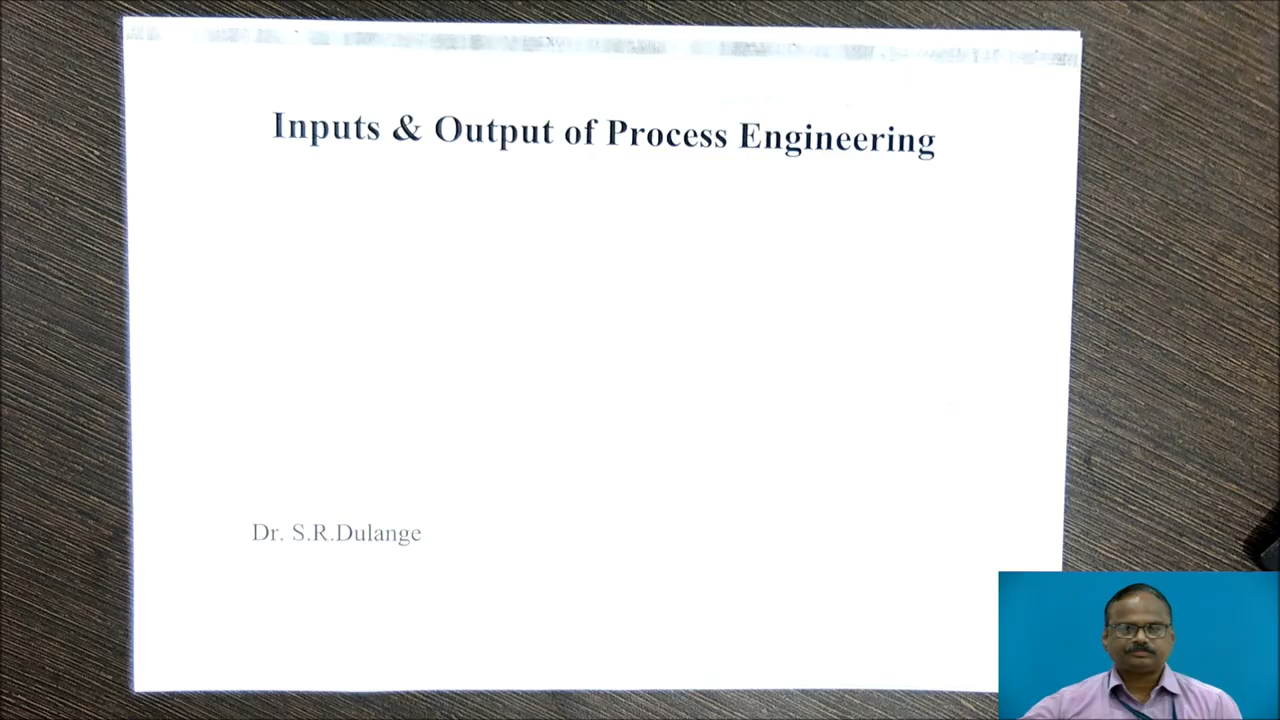 Inputs & Output of Process Engineering
Dr. S.R.Dulange